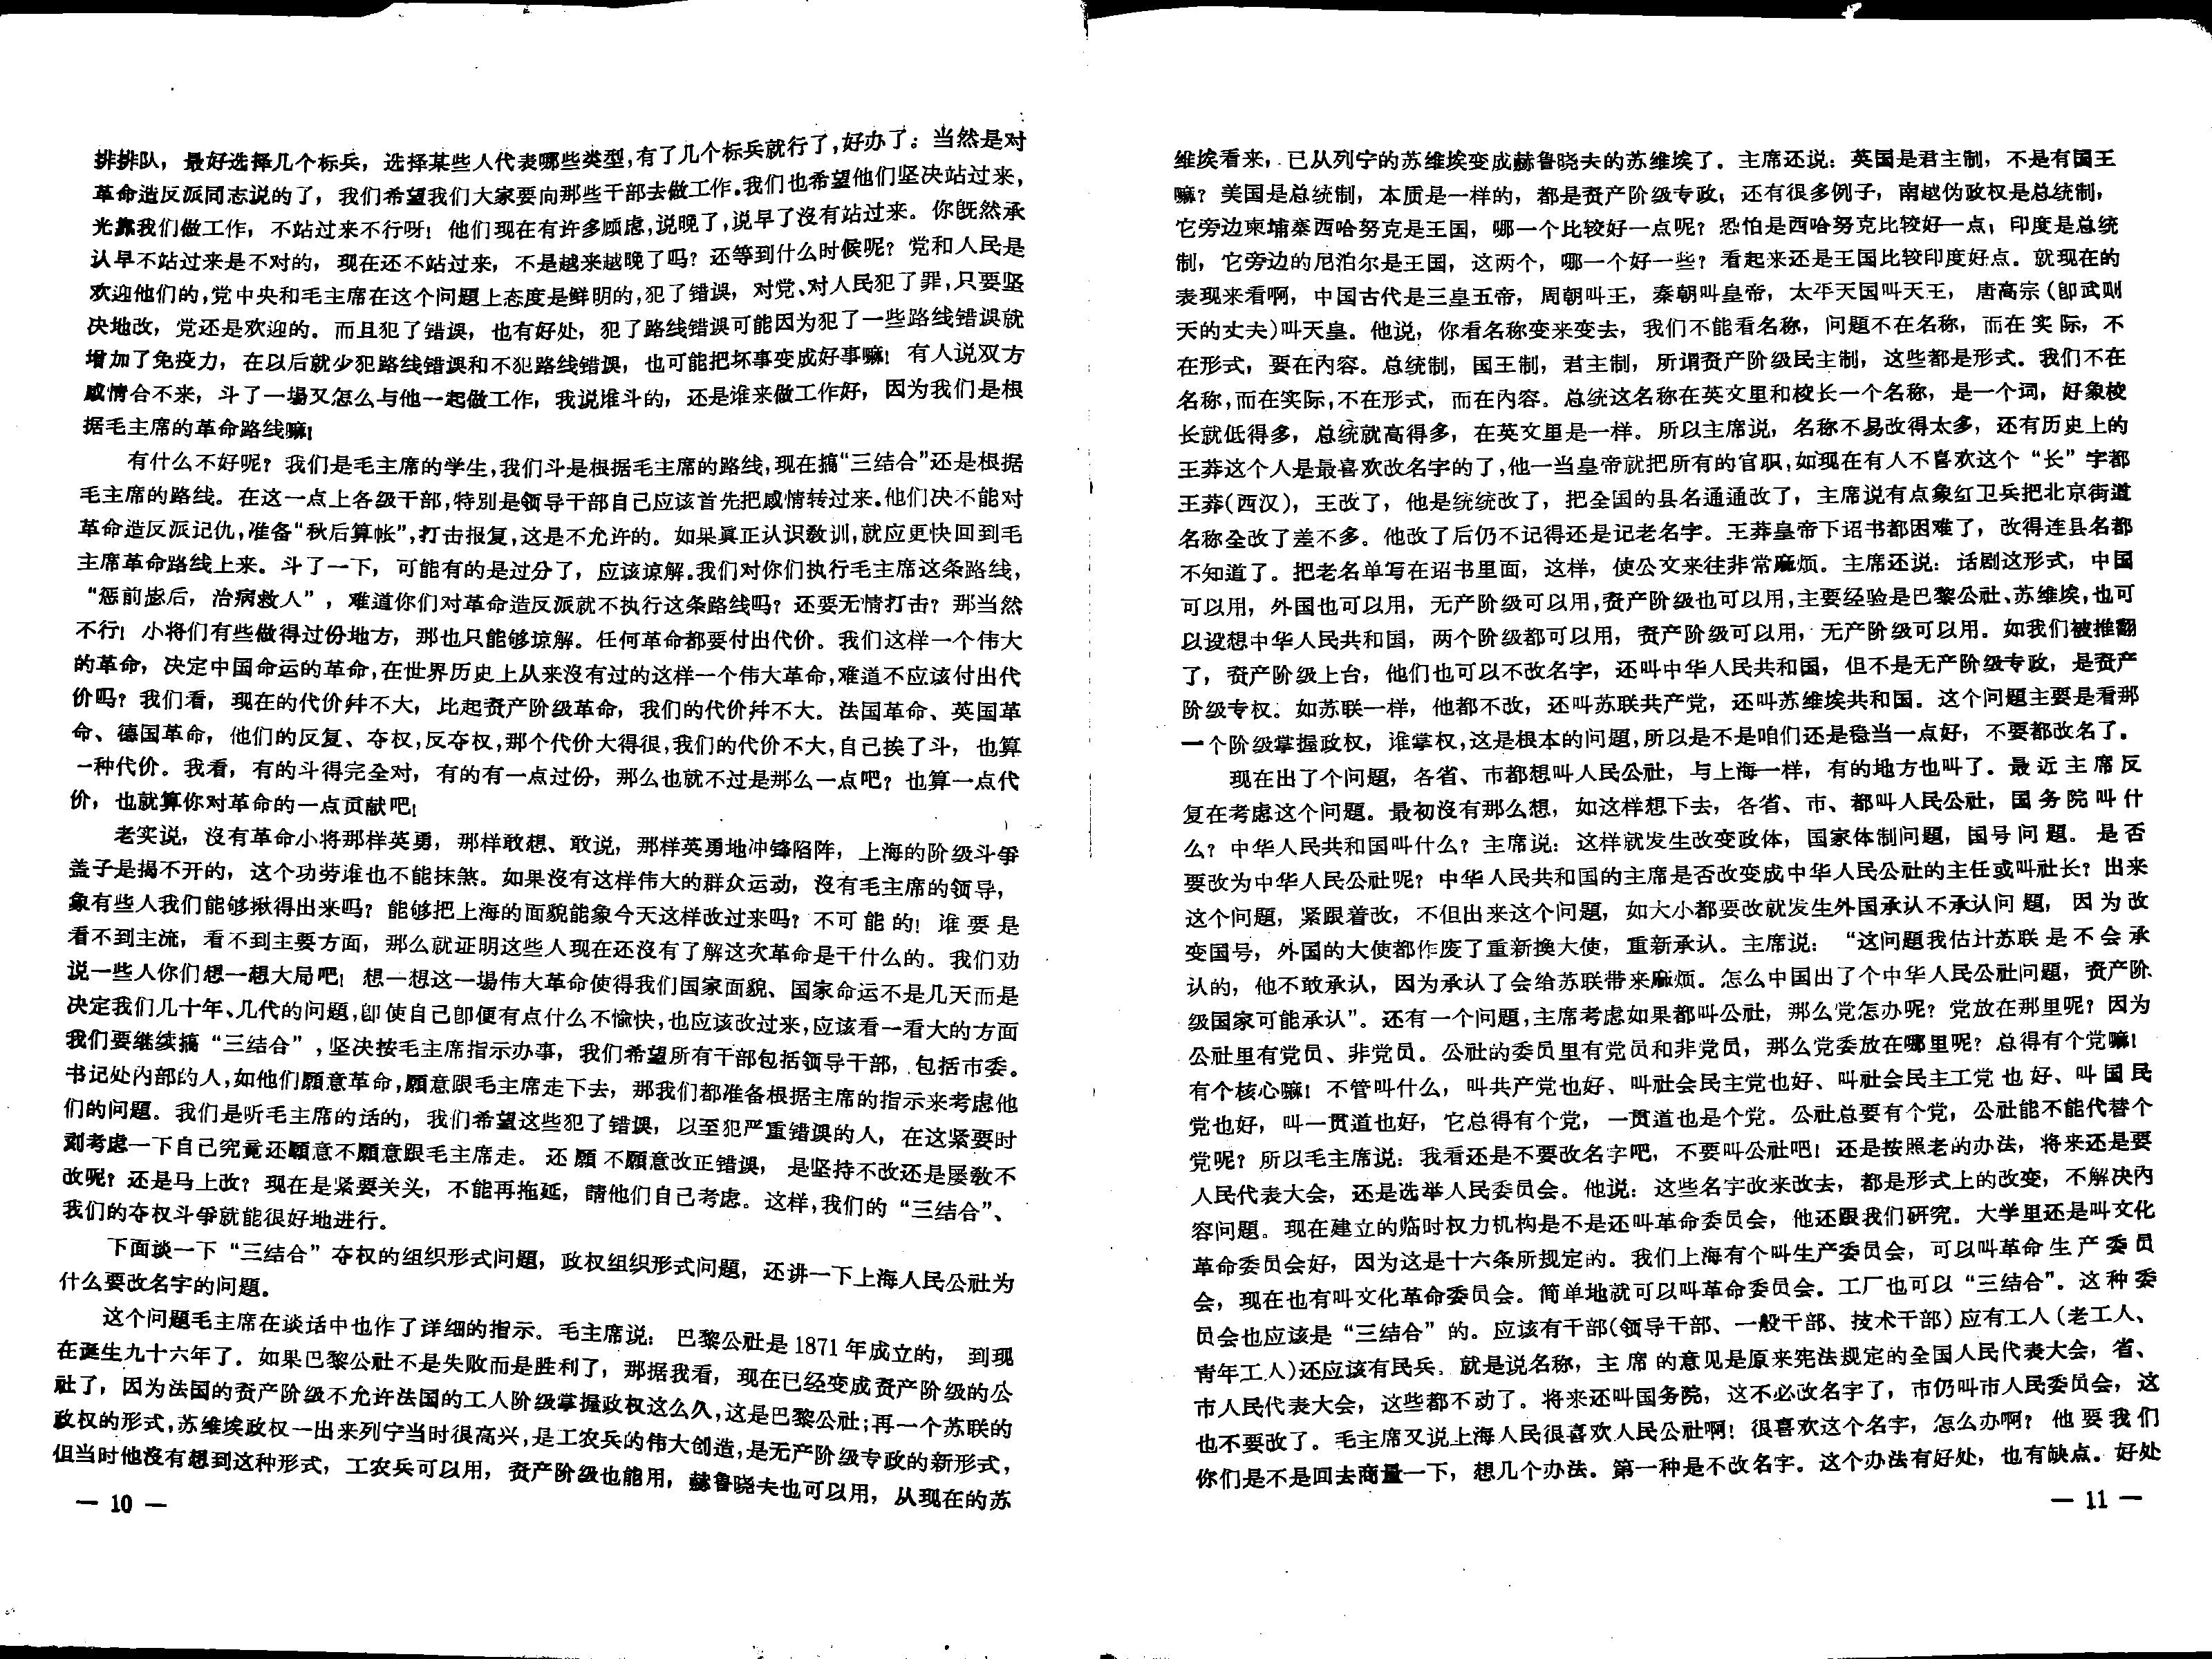 排排队，最好选择几个标兵，选择某些人代表哪些类型,有了几个标兵就行了,好办了。当然是对
革命造反派同志说的了，我们希望我们大家要向那些干部去做工作.我们也希望他们坚决站过来，
光靠我们做工作，不站过来不行呀！他们现在有许多顾虑,说晚了,说早了沒有站过来。你旣然承
认早不站过来是不对的，现在还不站过来，不是越来越晚了吗？还等到什么时候呢？党和人民是
欢迎他们的,党中央和毛主席在这个问題上态度是鲜明的,犯了错误，对党、对人民犯了罪,只要坚
决地改，党还是欢迎的。而且犯了错误，也有好处，犯了路线错误可能因为犯了一些路线错误就
增加了免疫力，在以后就少犯路线错误和不犯路线错误，也可能把坏事变成好事嘛！有人说双方
感情合不来，斗了一場又怎么与他一起做工作，我说谁斗的，还是谁来做工作好，因为我们是根
据毛主席的革命路线嘛！
有什么不好呢？我们是毛主席的学生,我们斗是根据毛主席的路线,现在搞“三结合”还是根据
毛主席的路线。在这一点上各级干部,特别是领导干部自己应该首先把感情转过来.他们决不能对
革命造反派记仇,准备“秋后算帐”,打击报复,这是不允许的。如果眞正认识教训,就应更快回到毛
主席革命路线上来。斗了一下，可能有的是过分了，应该谅解.我们对你们执行毛主席这条路线，
“惩前毖后，治病救人”，难道你们对革命造反派就不执行这条路线吗？还要无情打击？那当然
不行！小将们有些做得过份地方，那也只能够谅解。任何革命都要付出代价。我们这样一个伟大
的革命，决定中国命运的革命,在世界历史上从来沒有过的这样一个伟大革命,难道不应该付出代
价吗？我们看，现在的代价幷不大，比起资产阶级革命，我们的代价幷不大。法国革命、英国革
命、德国革命，他们的反复、夺权,反夺权,那个代价大得很,我们的代价不大,自己挨了斗，也算
一种代价。我看，有的斗得完全对，有的有一点过份，那么也就不过是那么一点吧？也算一点代
价，也就算你对革命的一点贡献吧！
老实说，沒有革命小将那样英勇，那样敢想、敢说，那样英勇地冲锋陷阵，上海的阶级斗爭
盖子是揭不开的，这个功劳谁也不能抹煞。如果沒有这样伟大的群众运动，沒有毛主席的领导，
象有些人我们能够揪得出来吗？能够把上海的面貌能象今天这样改过来吗？不可能的！谁要是
看不到主流，看不到主要方面，那么就证明这些人现在还沒有了解这次革命是干什么的。我们劝
说一些人你们想一想大局吧！想一想这一場伟大革命使得我们国家面貌、国家命运不是几天而是
决定我们几十年、几代的问题,卽使自己卽便有点什么不愉快,也应该改过来,应该看一看大的方面
我们要继续搞“三结合”,坚决按毛主席指示办事，我们希望所有干部包括领导干部，包括市委。
书记处內部的人,如他们願意革命,願意跟毛主席走下去，那我们都准备根据主席的指示来考虑他
们的问题。我们是听毛主席的话的，我们希望这些犯了错误，以至犯严重错误的人，在这紧要时
刻考虑一下自己究竟还願意不願意跟毛主席走。还願不願意改正错误，是坚持不改还是屡敎不
改呢？还是马上改？现在是紧要关头，不能再拖延，請他们自己考虑。这样,我们的“三结合”、
我们的夺权斗爭就能很好地进行。
下面谈一下“三结合”夺权的组织形式问题，政权组织形式问题，还讲一下上海人民公社为
什么要改名字的问题。
这个问题毛主席在谈话中也作了详细的指示。毛主席说：巴黎公社是1871年成立的，到现
在诞生九十六年了。如果巴黎公社不是失败而是胜利了，那据我看，现在已经变成资产阶级的公
社了，因为法国的资产阶级不允许法国的工人阶级掌握政权这么久,这是巴黎公社;再一个苏联的
政权的形式,苏维埃政权一出来列宁当时很高兴,是工农兵的伟大创造,是无产阶级专政的新形式，
但当时他沒有想到这种形式，工农兵可以用，资产阶级也能用，赫鲁晓夫也可以用，从现在的苏
— 10 —
维埃看来，已从列宁的苏维埃变成赫鲁晓夫的苏维埃了。主席还说：英国是君主制，不是有国王
嘛？美国是总统制，本质是一样的，都是资产阶级专政；还有很多例子，南越伪政权是总统制，
它旁边柬埔寨西哈努克是王国，哪一个比较好一点呢？恐怕是西哈努克比较好一点；印度是总统
制，它旁边的尼泊尔是王国，这两个，哪一个好一些？看起来还是王国比较印度好点。就现在的
表现来看啊，中国古代是三皇五帝，周朝叫王，秦朝叫皇帝，太平天国叫天王，唐高宗(卽武则
天的丈夫)叫天皇。他说，你看名称变来变去，我们不能看名称，问题不在名称，而在实际，不
在形式，要在內容。总统制，国王制，君主制，所谓资产阶级民主制，这些都是形式。我们不在
名称,而在实际,不在形式，而在內容。总统这名称在英文里和校长一个名称，是一个词，好象校
长就低得多，总统就高得多，在英文里是一样。所以主席说，名称不易改得太多，还有历史上的
王莽这个人是最喜欢改名字的了,他一当皇帝就把所有的官职,如现在有人不喜欢这个“长”字都
王莽(西汉)，王改了，他是统统改了，把全国的县名通通改了，主席说有点象红卫兵把北京街道
名称全改了差不多。他改了后仍不记得还是记老名字。王莽皇帝下诏书都困难了，改得连县名都
不知道了。把老名单写在诏书里面，这样，使公文来往非常麻烦。主席还说：话剧这形式，中国
可以用，外国也可以用，无产阶级可以用,资产阶级也可以用,主要经验是巴黎公社、苏维埃,也可
以设想中华人民共和国，两个阶级都可以用，资产阶级可以用，无产阶级可以用。如我们被推翻
了，资产阶级上台，他们也可以不改名字，还叫中华人民共和国，但不是无产阶级专政，是资产
阶级专权。如苏联一样，他都不改，还叫苏联共产党，还叫苏维埃共和国。这个问題主要是看那
一个阶级掌握政权，谁掌权,这是根本的问题,所以是不是咱们还是稳当一点好，不要都改名了。
现在出了个问题，各省、市都想叫人民公社，与上海一样，有的地方也叫了。最近主席反
复在考虑这个问题。最初沒有那么想，如这样想下去，各省、市、都叫人民公社，国务院叫什
么？中华人民共和国叫什么？主席说：这样就发生改变政体，国家体制问题，国号问题。是否
要改为中华人民公社呢？中华人民共和国的主席是否改变成中华人民公社的主任或叫社长？出来
这个问题，紧跟着改，不但出来这个问题，如大小都要改就发生外国承认不承认问题，因为改
变国号，外国的大使都作废了重新换大使，重新承认。主席说：“这问題我估计苏联是不会承
认的，他不敢承认，因为承认了会给苏联带来麻烦。怎么中国出了个中华人民公社问题，资产阶
级国家可能承认”。还有一个问题,主席考虑如果都叫公社，那么党怎办呢？党放在那里呢？因为
公社里有党员、非党员。公社的委员里有党员和非党员，那么党委放在哪里呢？总得有个党嘛！
有个核心嘛！不管叫什么，叫共产党也好、叫社会民主党也好、叫社会民主工党也好、叫国民
党也好，叫一贯道也好，它总得有个党，一贯道也是个党。公社总要有个党，公社能不能代替个
党呢？所以毛主席说：我看还是不要改名字吧，不要叫公社吧！还是按照老的办法，将来还是要
人民代表大会，还是选举人民委员会。他说：这些名字改来改去，都是形式上的改变，不解决內
容问题。现在建立的临时权力机构是不是还叫革命委员会，他还跟我们研究。大学里还是叫文化
革命委员会好，因为这是十六条所规定的。我们上海有个叫生产委员会，可以叫革命生产委员
会，现在也有叫文化革命委员会。简单地就可以叫革命委员会。工厂也可以“三结合”。这种委
员会也应该是“三结合”的。应该有干部(领导干部、一般干部、技术干部)应有工人(老工人、
青年工人)还应该有民兵。就是说名称，主席的意见是原来宪法规定的全国人民代表大会，省、
市人民代表大会，这些都不动了。将来还叫国务院，这不必改名字了，市仍叫市人民委员会，这
也不要改了。毛主席又说上海人民很喜欢人民公社啊！很喜欢这个名字，怎么办啊？他要我们
你们是不是回去商量一下，想几个办法。第一种是不改名字。这个办法有好处，也有缺点。好处
— 11 —